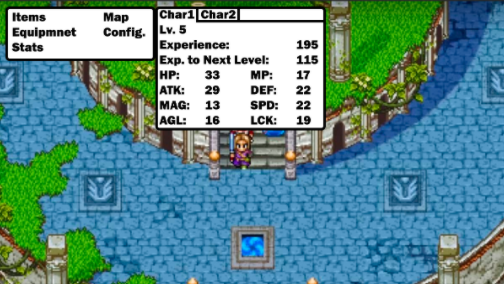 Items Map
Equipmnet Config.
Stats
Char1 Char2
Lv. 5
Experience: 195
Exp. to Next Level: 115
HP: 33 MP: 17
ATK: 29 DEF: 22
MAG: 13 SPD: 22
AGL: 16 LCK: 19